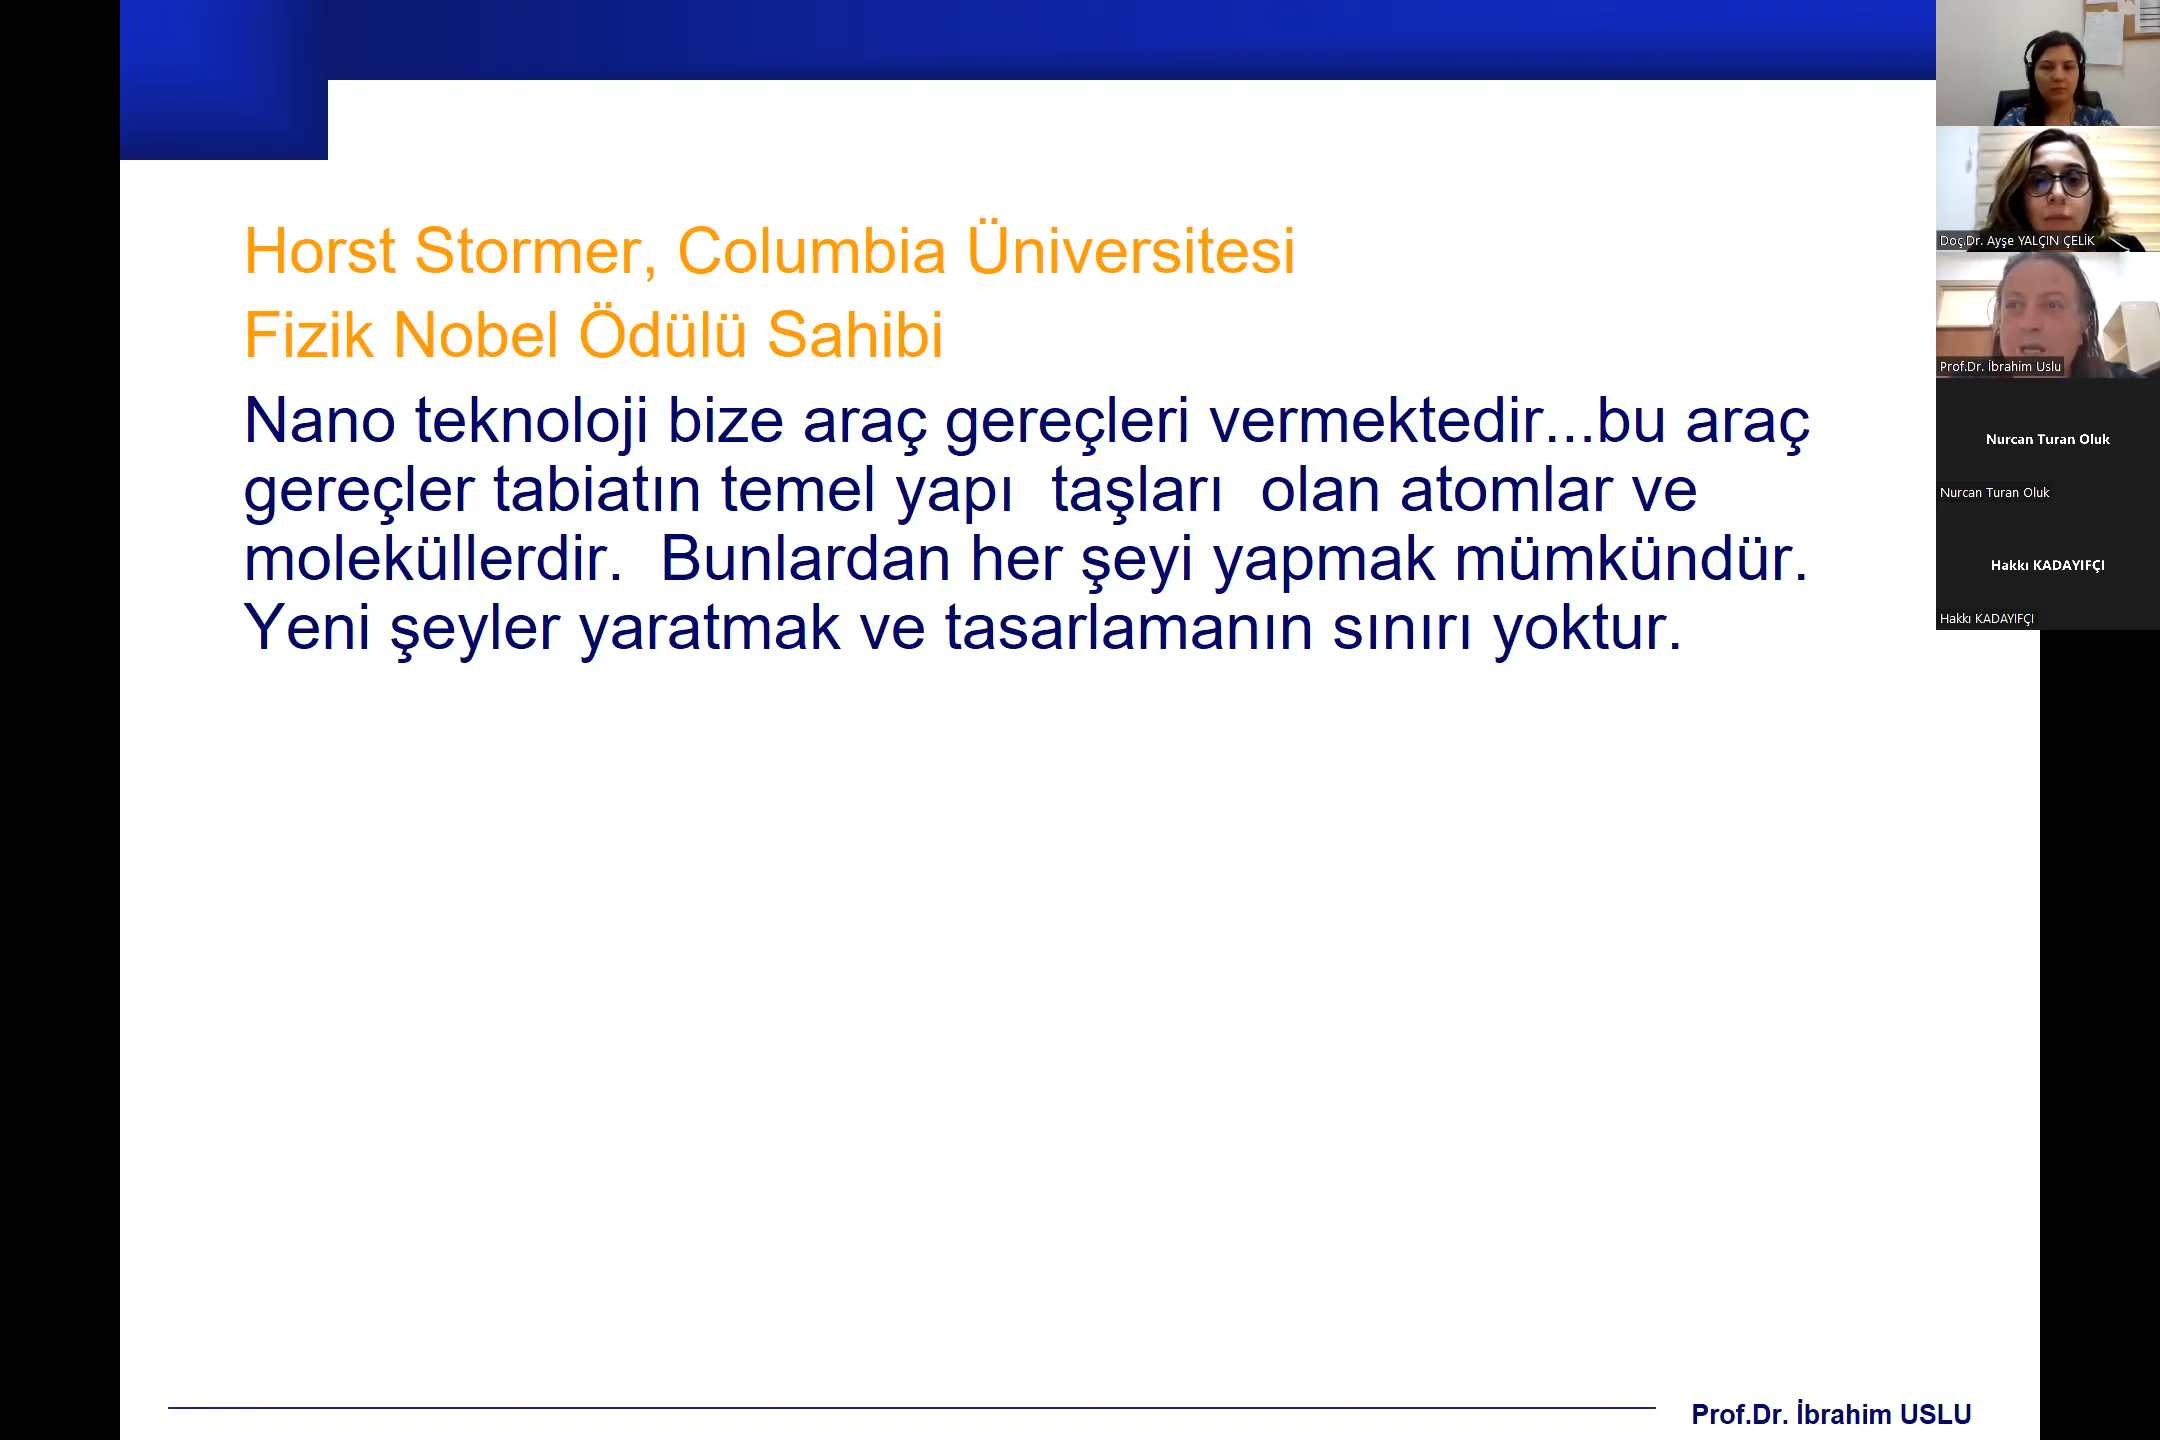 Horst Stormer, Columbia Üniversitesi
Fizik Nobel Ödülü Sahibi
Nano teknoloji bize araç gereçleri vermektedir...bu araç
gereçler tabiatın temel yapı  taşları  olan atomlar ve
moleküllerdir.  Bunlardan her şeyi yapmak mümkündür.
Yeni şeyler yaratmak ve tasarlamanın sınırı yoktur.
Prof.Dr. İbrahim USLU
Doç.Dr. Ayşe YALÇIN ÇELİK
Prof.Dr. İbrahim Uslu
Nurcan Turan Oluk
Nurcan Turan Oluk
Hakkı KADAYIFÇI
Hakkı KADAYIFÇI